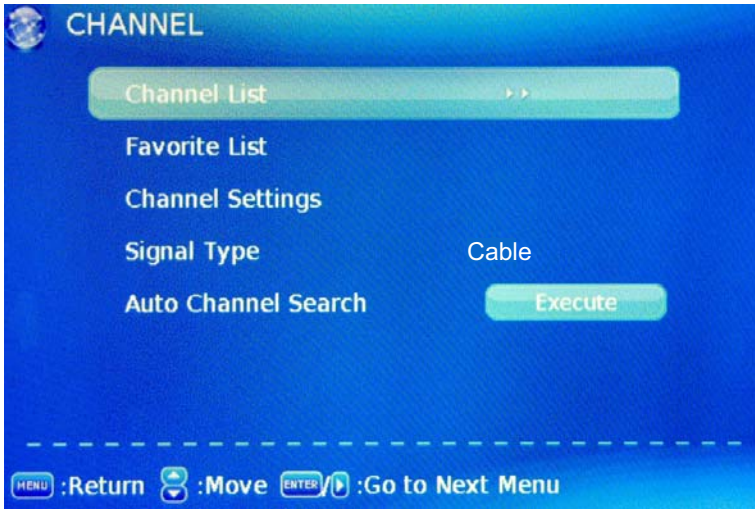 CHANNEL
Channel List
Favorite List
Channel Settings
Signal Type Cable
Auto Channel Search Execute
MENU :Return :Move ENTER/ :Go to Next Menu